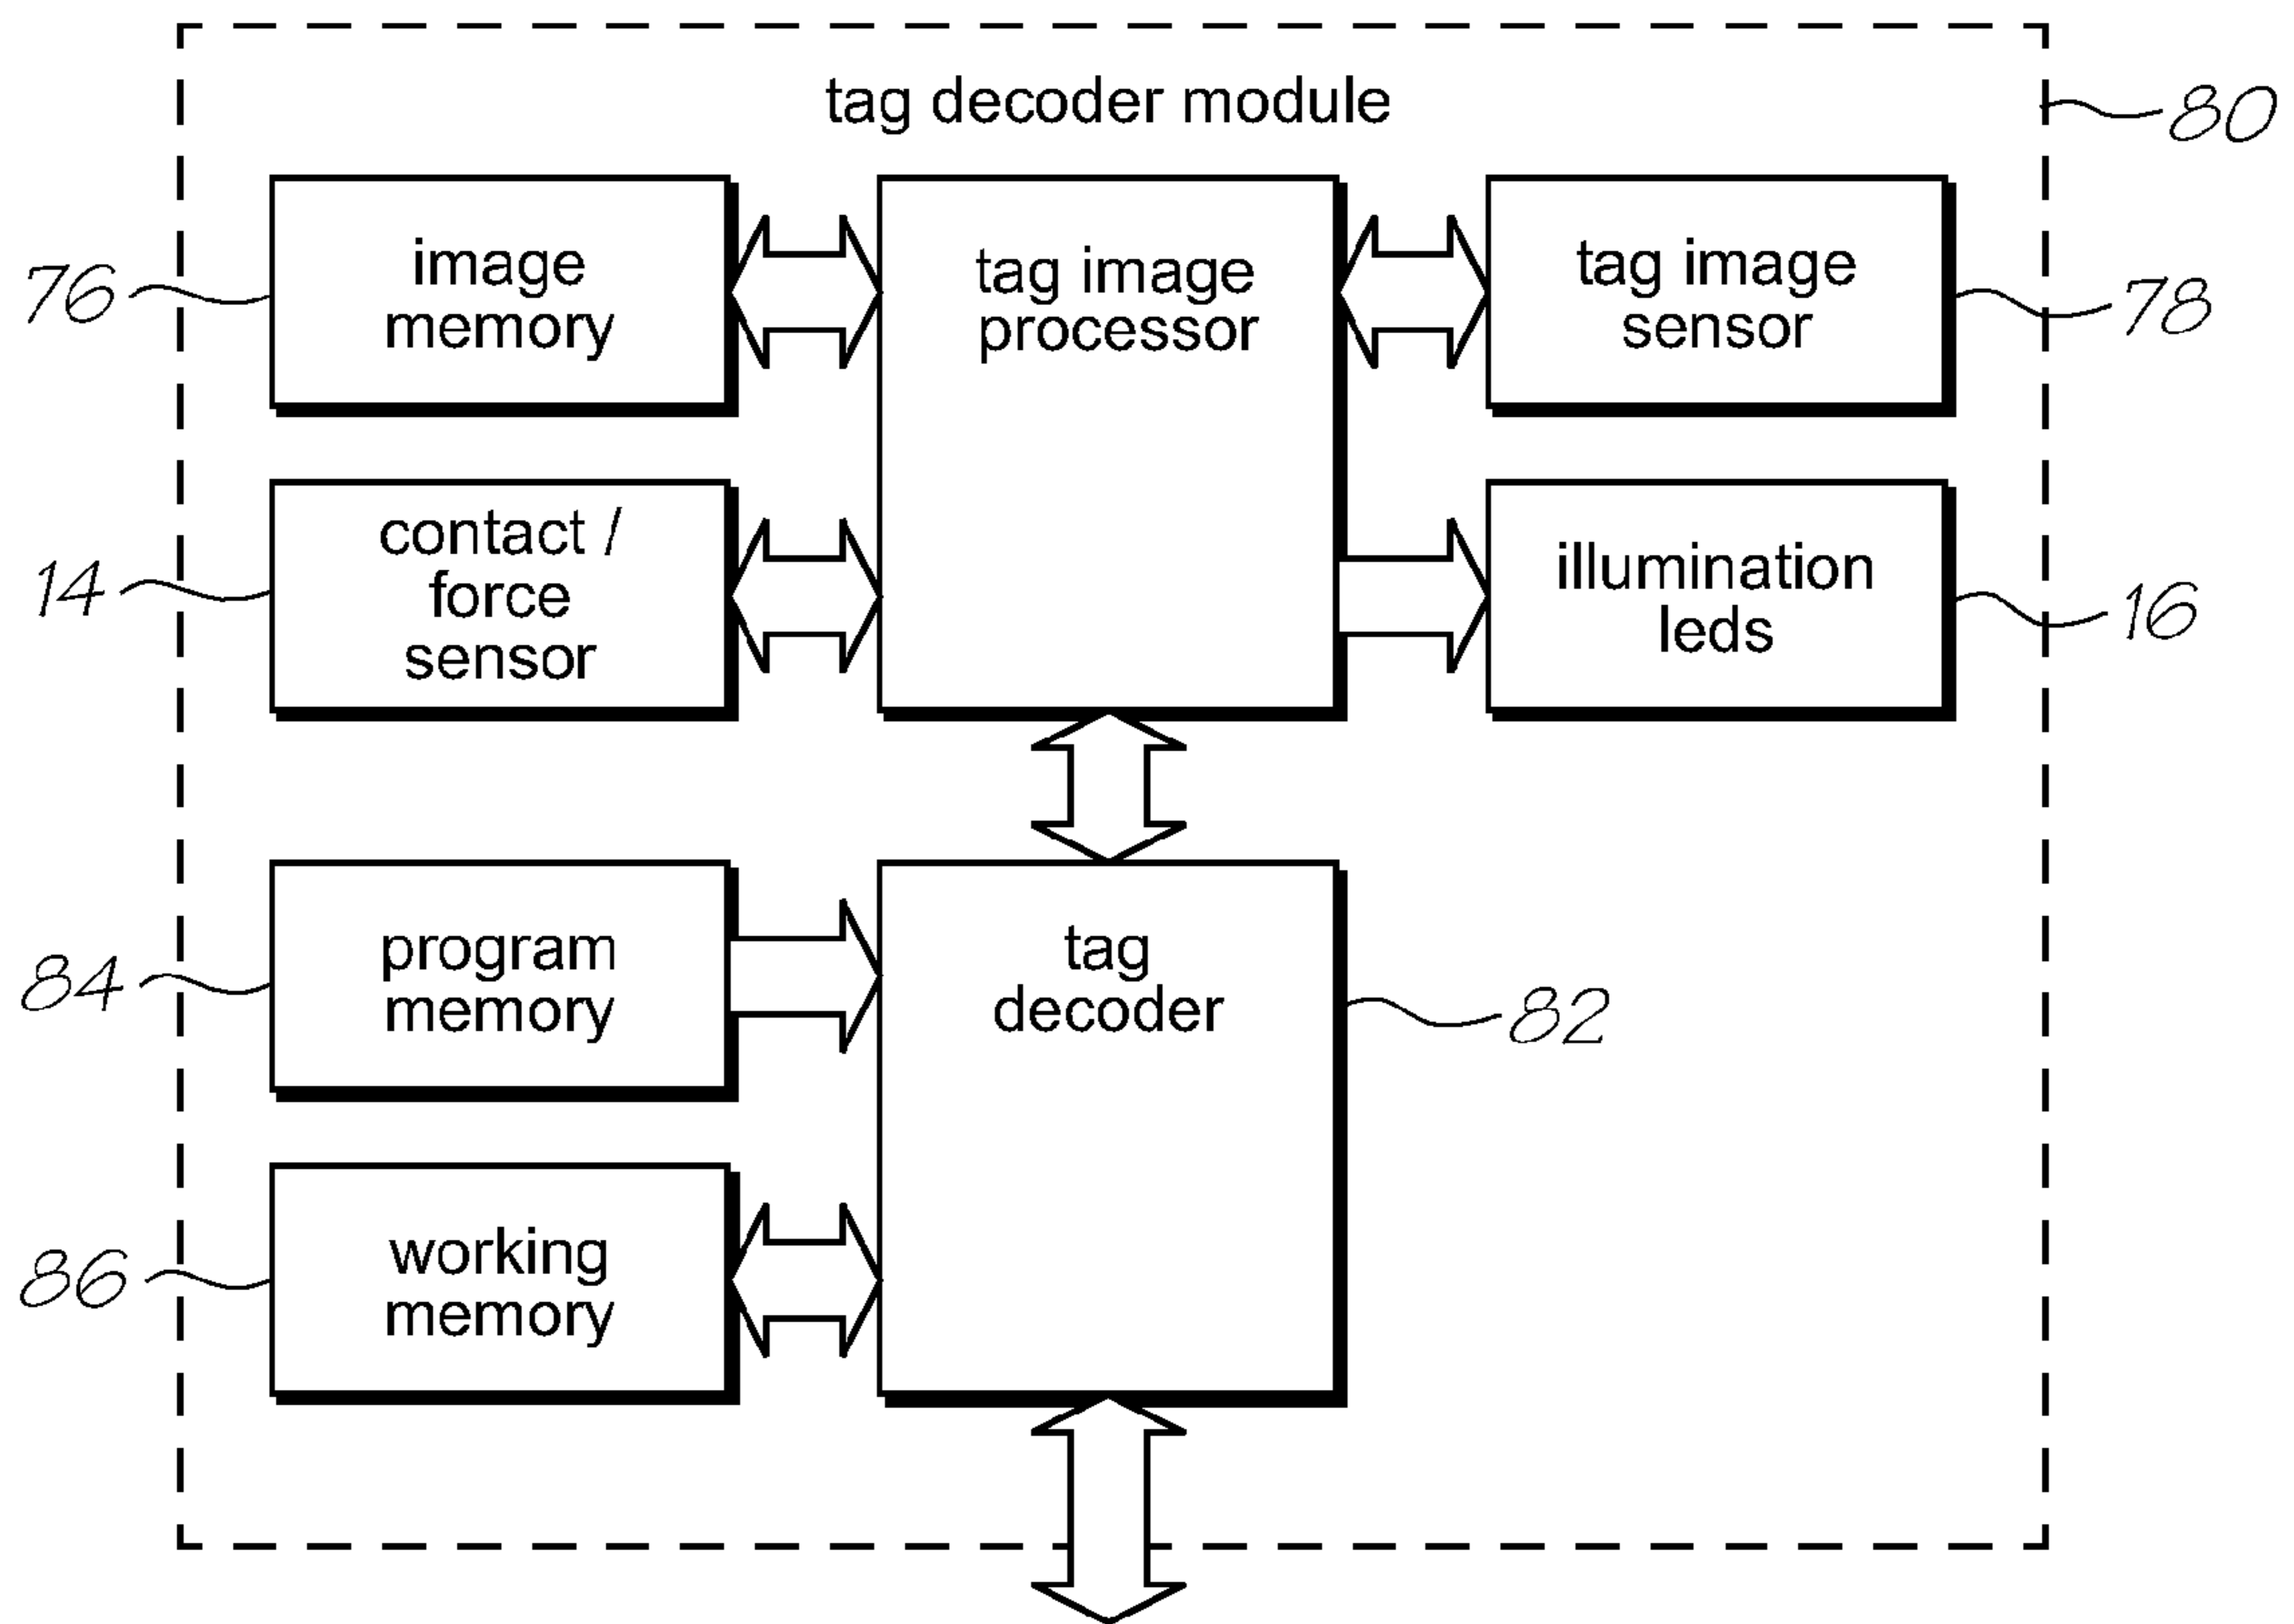 tag decoder module
80
76
image
memory
tag image
processor
tag image
sensor
78
14
contact /
force
sensor
illumination
leds
16
84
program
memory
tag
decoder
82
86
working
memory